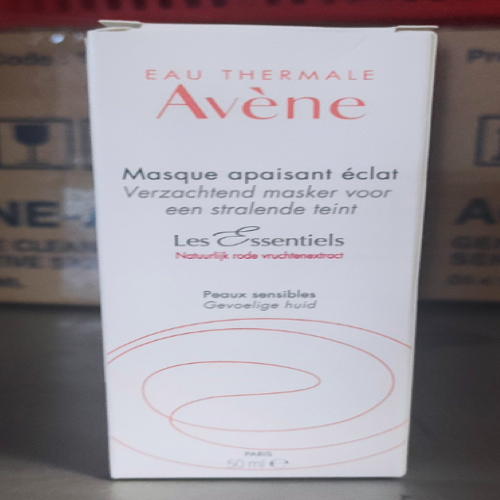 EAU THERMALE
Avène
Masque apaisant éclat
Verzachtend masker voor
een stralende teint
Les Essentiels
Natuurlijk rode vruchtenextract
Peaux sensibles
Gevoelige huid
PARIS
50 ml e